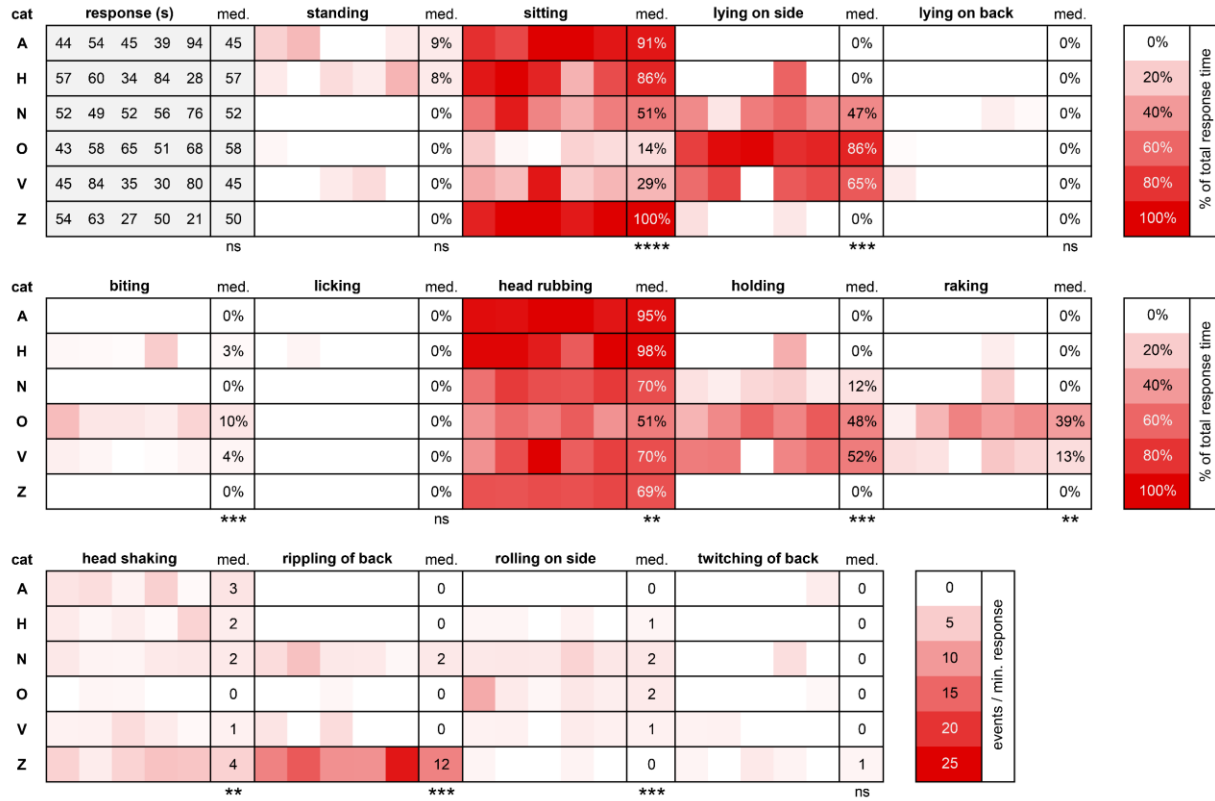 cat response (s) med. standing med. sitting med. lying on side med. lying on back med.
A 44 54 45 39 94 45 9% 91% 0% 0% 0%
H 57 60 34 84 28 57 8% 86% 0% 0% 20%
N 52 49 52 56 76 52 0% 51% 47% 0% 40%
O 43 58 65 51 68 58 0% 14% 86% 0% 60%
V 45 84 35 30 80 45 0% 29% 65% 0% 80%
Z 54 63 27 50 21 50 0% 100% 0% 0% 100%
% of total response time
ns ns **** *** ns
cat biting med. licking med. head rubbing med. holding med. raking med.
A 0% 0% 95% 0% 0% 0%
H 3% 0% 98% 0% 0% 20%
N 0% 0% 70% 12% 0% 40%
O 10% 0% 51% 48% 39% 60%
V 4% 0% 70% 52% 13% 80%
Z 0% 0% 69% 0% 0% 100%
% of total response time
*** ns ** *** **
cat head shaking med. rippling of back med. rolling on side med. twitching of back med.
A 3 0 0 0 0
H 2 0 1 0 5
N 2 2 2 0 10
O 0 0 2 0 15
V 1 0 1 0 20
Z 4 12 0 1 25
events / min. response
** *** *** ns